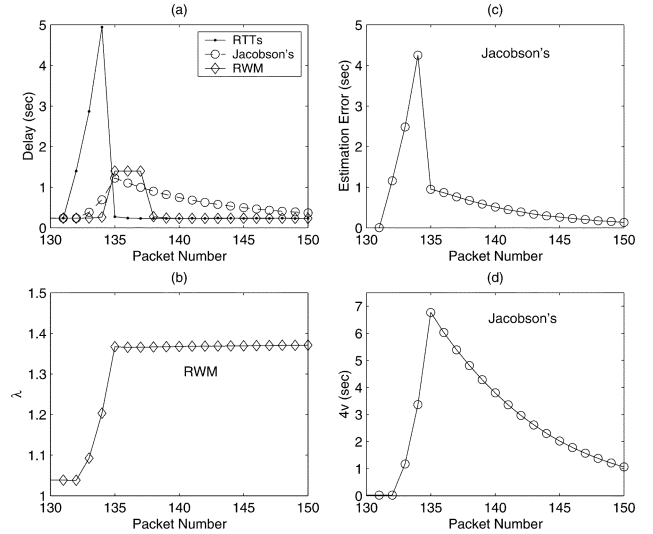 (a)
5
4
3
2
1
0
130
135
140
145
150
Delay (sec)
Packet Number
RTTs
Jacobson's
RWM
(c)
5
4
3
2
1
0
130
135
140
145
150
Estimation Error (sec)
Packet Number
Jacobson's
(b)
1.5
1.4
1.3
1.2
1.1
1
130
135
140
145
150
λ
Packet Number
RWM
(d)
7
6
5
4
3
2
1
0
130
135
140
145
150
4v (sec)
Packet Number
Jacobson's